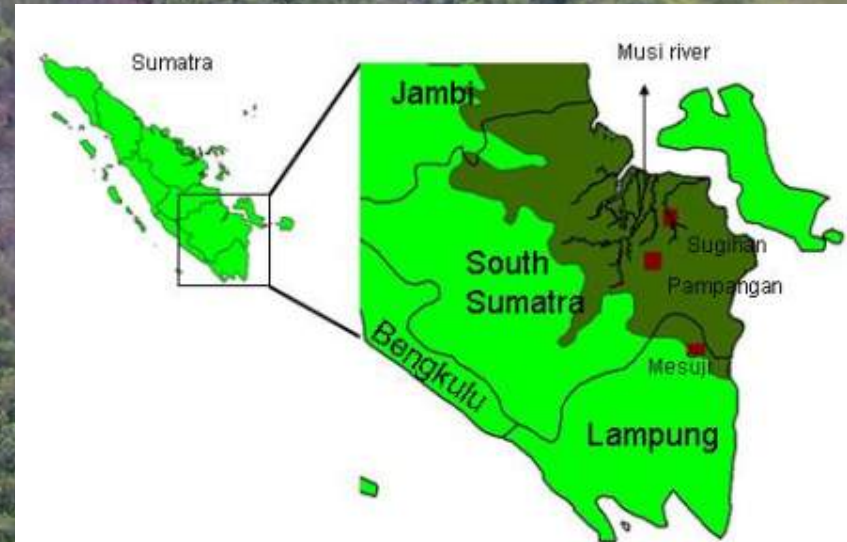 Sumatra
Musi river
Jambi
Sugihan
South
Sumatra
Pampangan
Bengkulu
Mesuji
Lampung